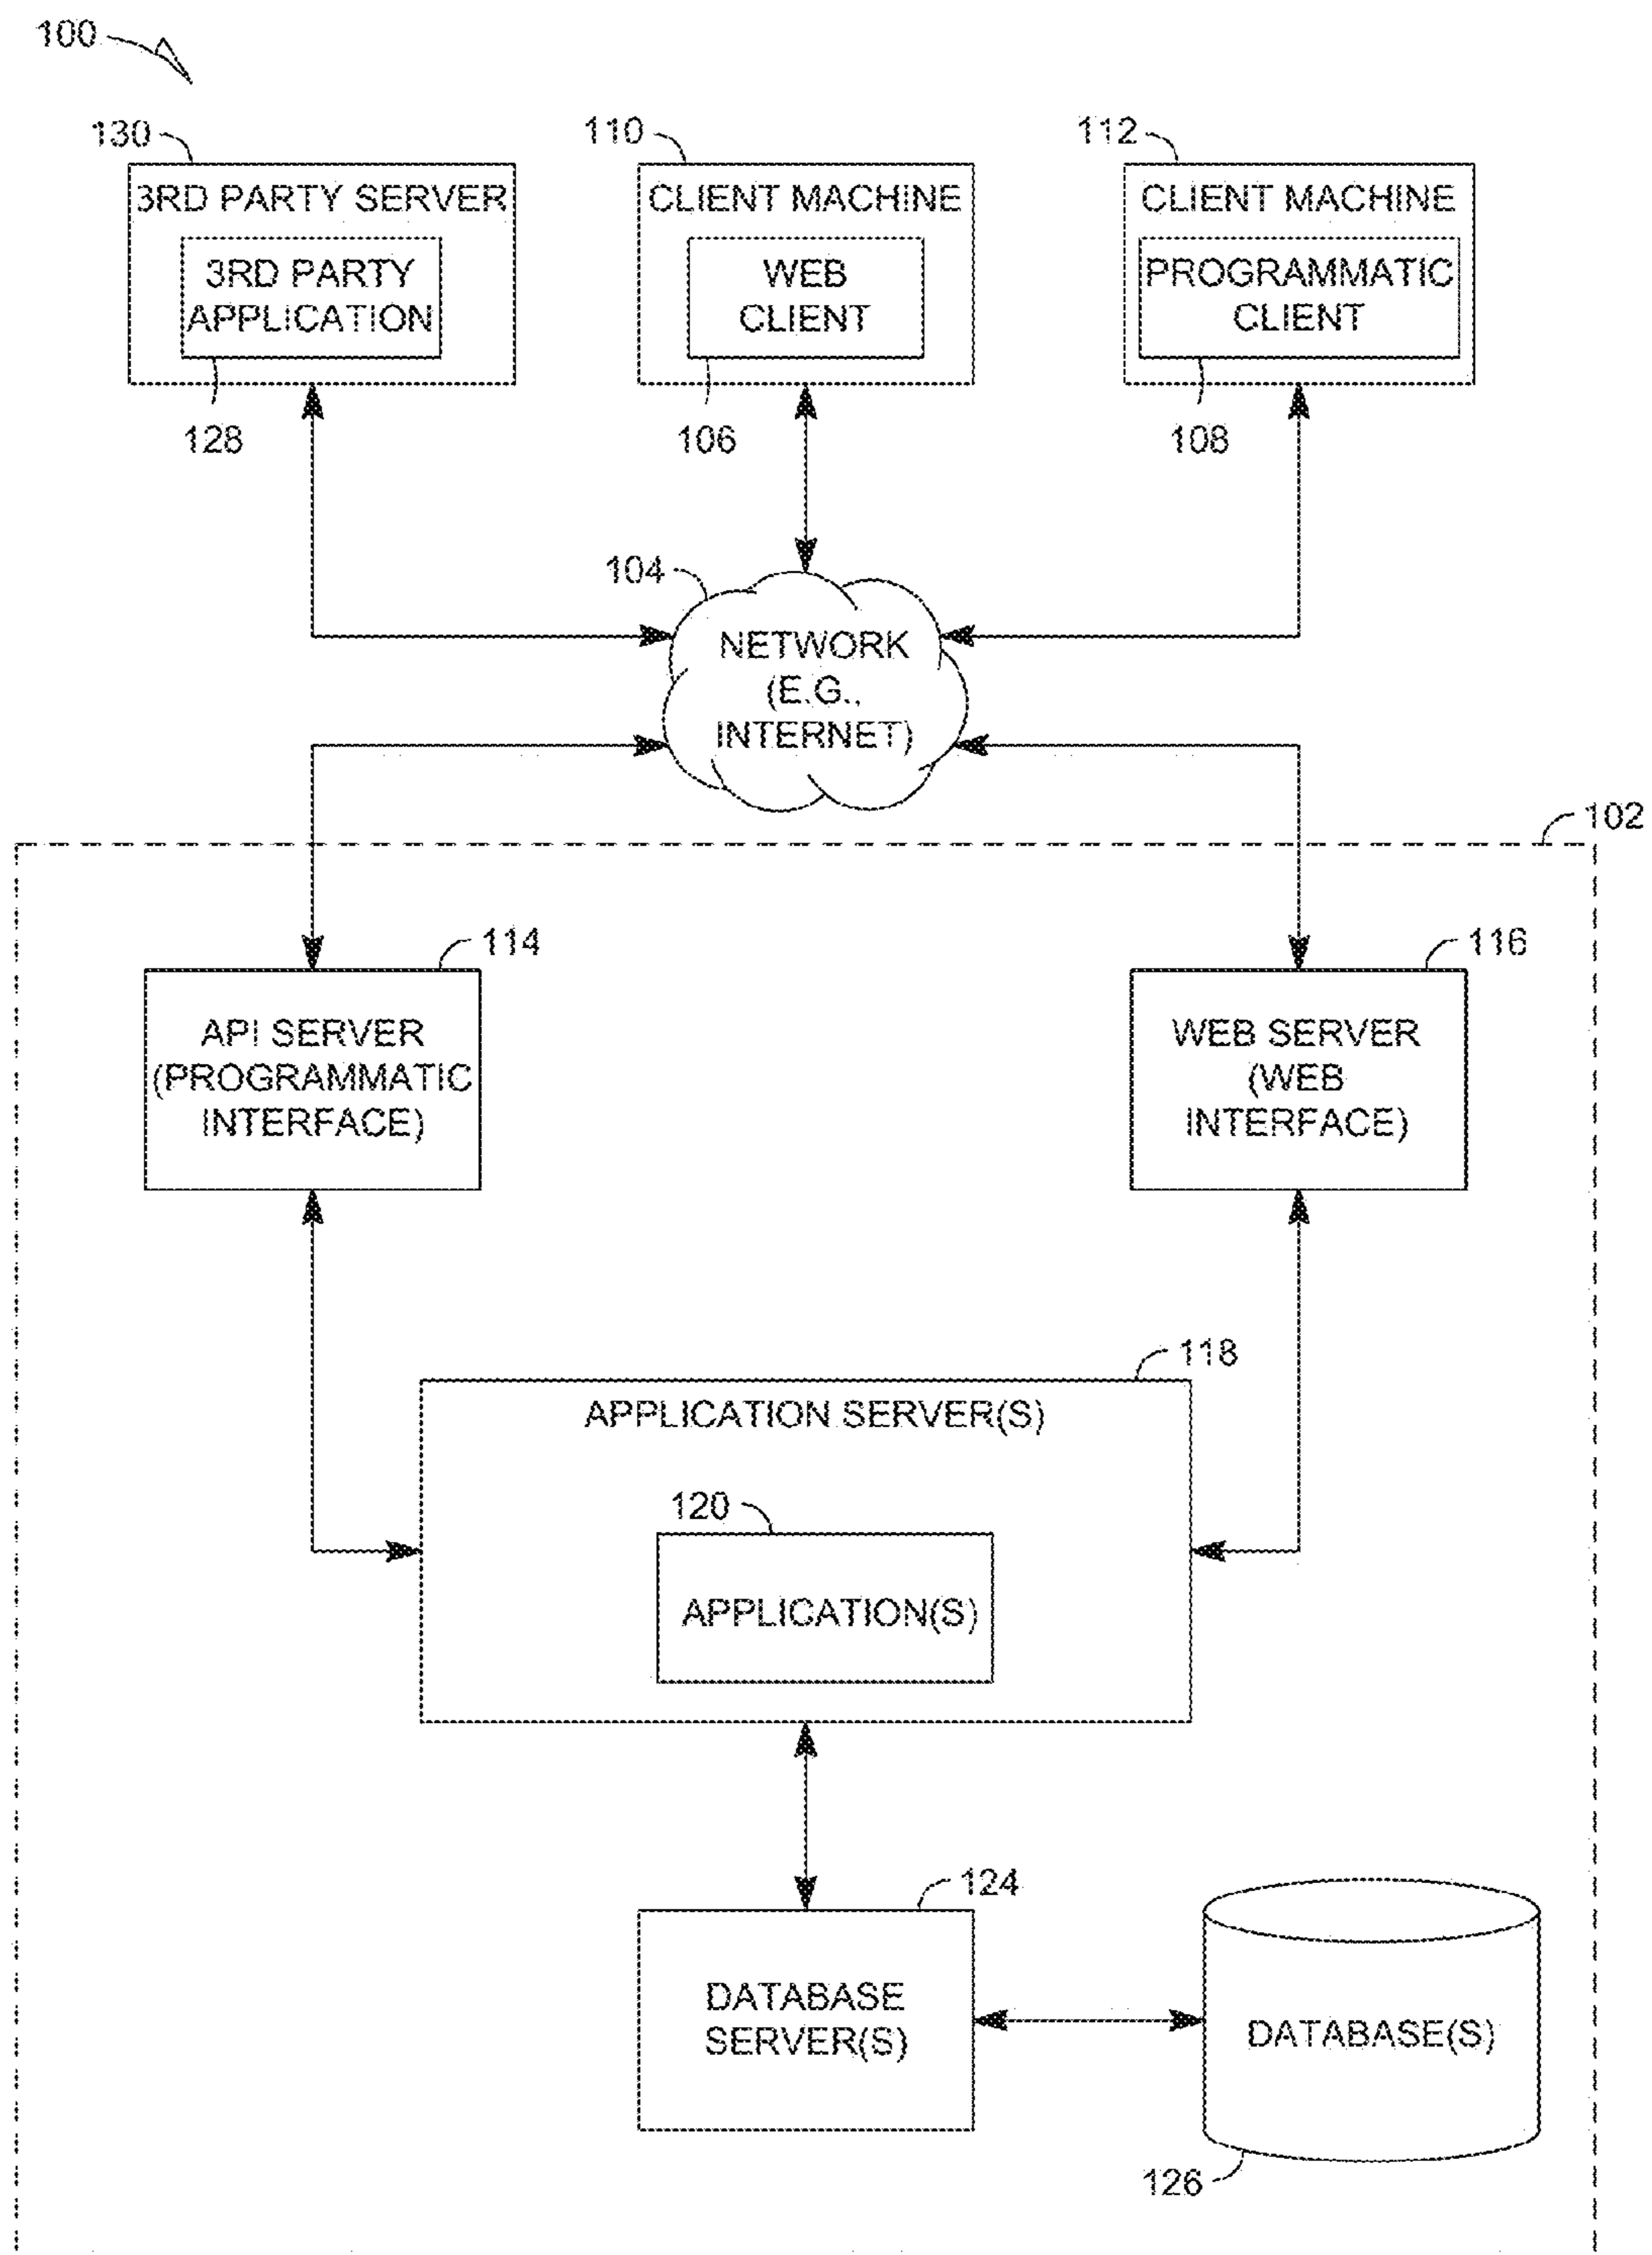 100
130
110
112
3RD PARTY SERVER
CLIENT MACHINE
CLIENT MACHINE
3RD PARTY
APPLICATION
WEB
CLIENT
PROGRAMMATIC
CLIENT
128
106
108
104
NETWORK
(E.G.,
INTERNET)
102
114
116
API SERVER
(PROGRAMMATIC
INTERFACE)
WEB SERVER
(WEB
INTERFACE)
118
APPLICATION SERVER(S)
120
APPLICATION(S)
124
DATABASE
SERVER(S)
DATABASE(S)
126